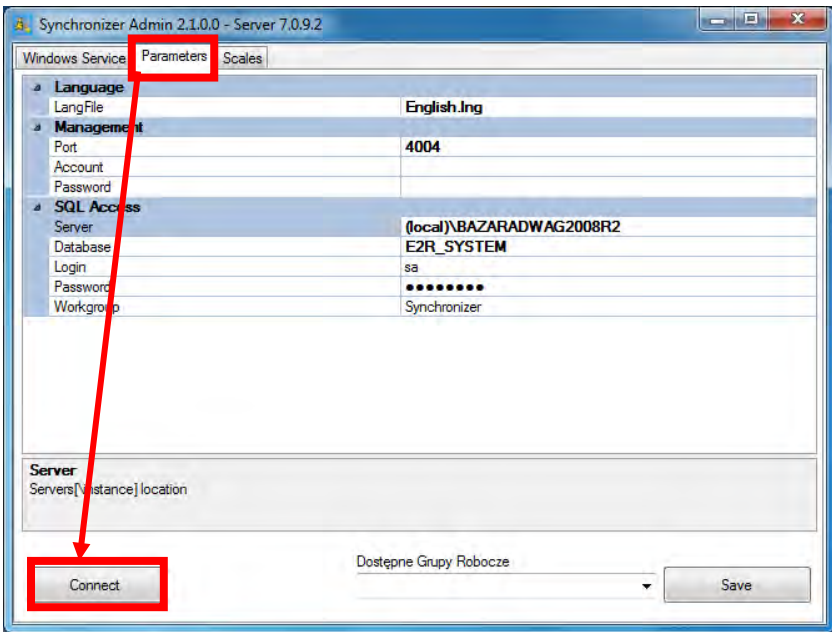 Synchronizer Admin 2.1.0.0 - Server 7.0.9.2
Windows Service Parameters Scales
Language
LangFile English.lng
Management
Port 4004
Account
Password
SQL Access
Server (local)\BAZARADWAG2008R2
Database E2R_SYSTEM
Login sa
Password ●●●●●●●●
Workgroup Synchronizer
Server
Servers[\instance] location
Dostępne Grupy Robocze
Connect Save